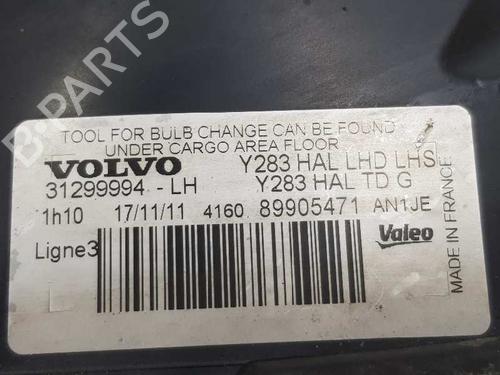 B-PARTS
TOOL FOR BULB CHANGE CAN BE FOUND
UNDER CARGO AREA FLOOR
VOLVO Y283 HAL LHD LHS
31299994 - LH Y283 HAL TD G
1h10 17/11/11 4160 89905471 AN1JE
Ligne3
Valeo
MADE IN FRANCE